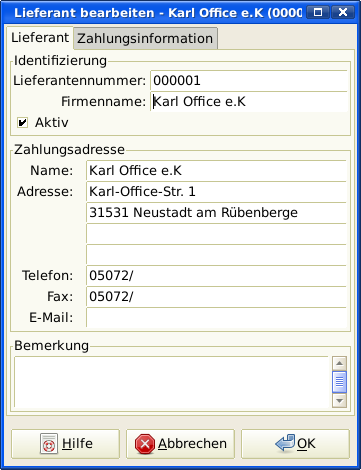 Lieferant bearbeiten - Karl Office e.K (0000
Lieferant Zahlungsinformation
Identifizierung
Lieferantennummer: 000001
Firmenname: Karl Office e.K
Aktiv
Zahlungsadresse
Name: Karl Office e.K
Adresse: Karl-Office-Str. 1
31531 Neustadt am Rübenberge
Telefon: 05072/
Fax: 05072/
E-Mail:
Bemerkung
Hilfe Abbrechen OK